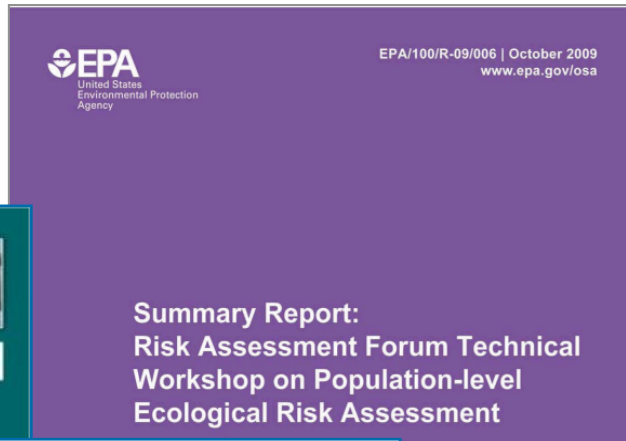 EPA
United States
Environmental Protection
Agency
EPA/100/R-09/006 | October 2009
www.epa.gov/osa
Summary Report:
Risk Assessment Forum Technical
Workshop on Population-level
Ecological Risk Assessment